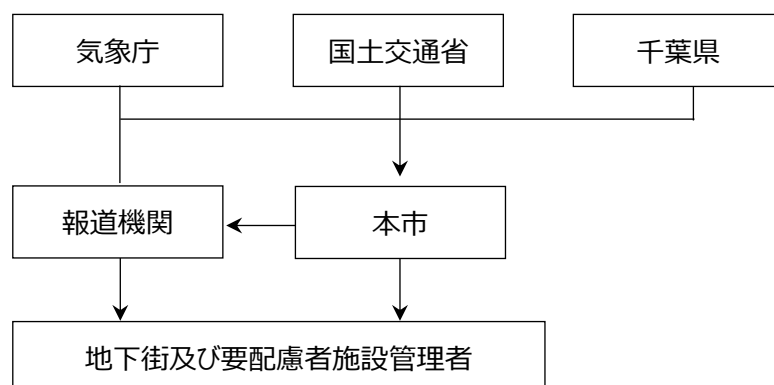 気象庁
国土交通省
千葉県
報道機関
本市
地下街及び要配慮者施設管理者